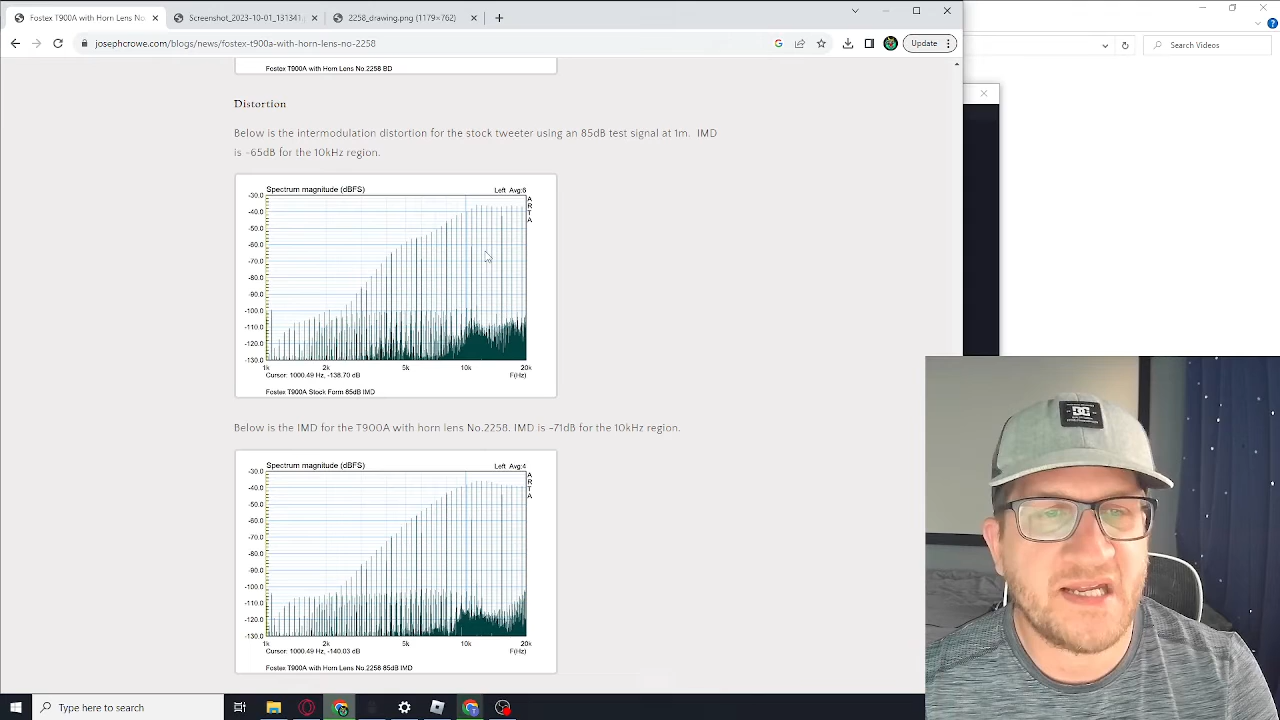 Fostex T900A with Horn Lens No.
Screenshot_2023-10-01_131341
2258_drawing.png (1179×762)
josephcrowe.com/blogs/news/fostex-t900a-with-horn-lens-no-2258
Update
Search Videos
Fostex T900A with Horn Lens No.2258 BD
Distortion
Below is the intermodulation distortion for the stock tweeter using an 85dB test signal at 1m. IMD
is -65dB for the 10kHz region.
Spectrum magnitude (dBFS)
Left Avg:6
A
R
T
A
-30.0
-40.0
-50.0
-60.0
-70.0
-80.0
-90.0
-100.0
-110.0
-120.0
-130.0
1k 2k 5k 10k 20k
Cursor: 1000.49 Hz, -138.70 dB
F(Hz)
Fostex T900A Stock Form 85dB IMD
Below is the IMD for the T900A with horn lens No.2258. IMD is -71dB for the 10kHz region.
Spectrum magnitude (dBFS)
Left Avg:4
A
R
T
A
-30.0
-40.0
-50.0
-60.0
-70.0
-80.0
-90.0
-100.0
-110.0
-120.0
-130.0
1k 2k 5k 10k 20k
Cursor: 1000.49 Hz, -140.03 dB
F(Hz)
Fostex T900A with Horn Lens No.2258 85dB IMD
DC
Type here to search